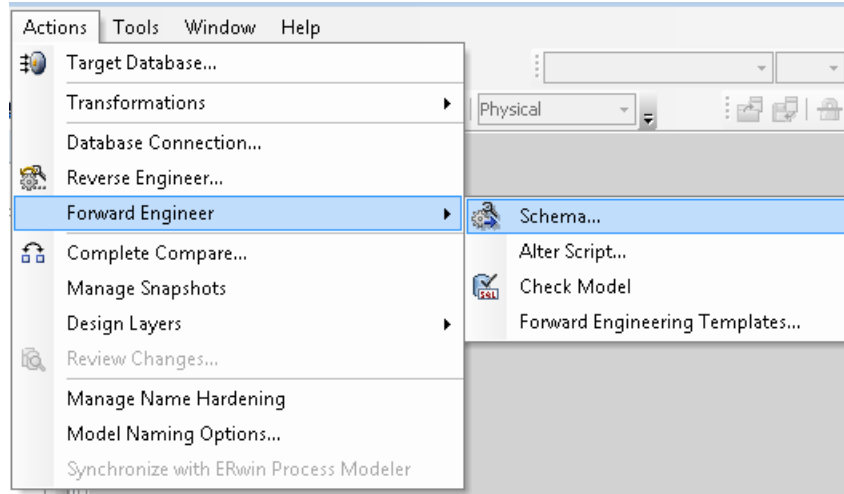 Actions Tools Window Help
Target Database...
Transformations
Physical
Database Connection...
Reverse Engineer...
Forward Engineer
Schema...
Complete Compare...
Alter Script...
Manage Snapshots
Check Model
SQL
Design Layers
Forward Engineering Templates...
Review Changes...
Manage Name Hardening
Model Naming Options...
Synchronize with ERwin Process Modeler